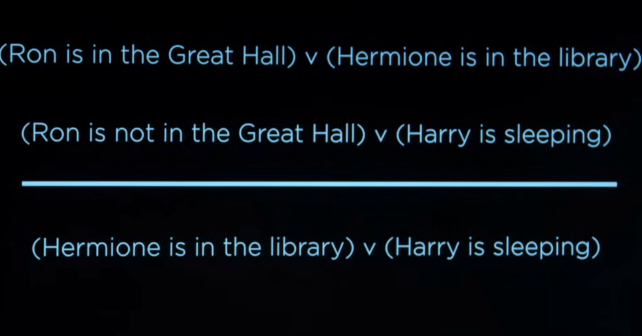 (Ron is in the Great Hall) v (Hermione is in the library)
(Ron is not in the Great Hall) v (Harry is sleeping)
(Hermione is in the library) v (Harry is sleeping)